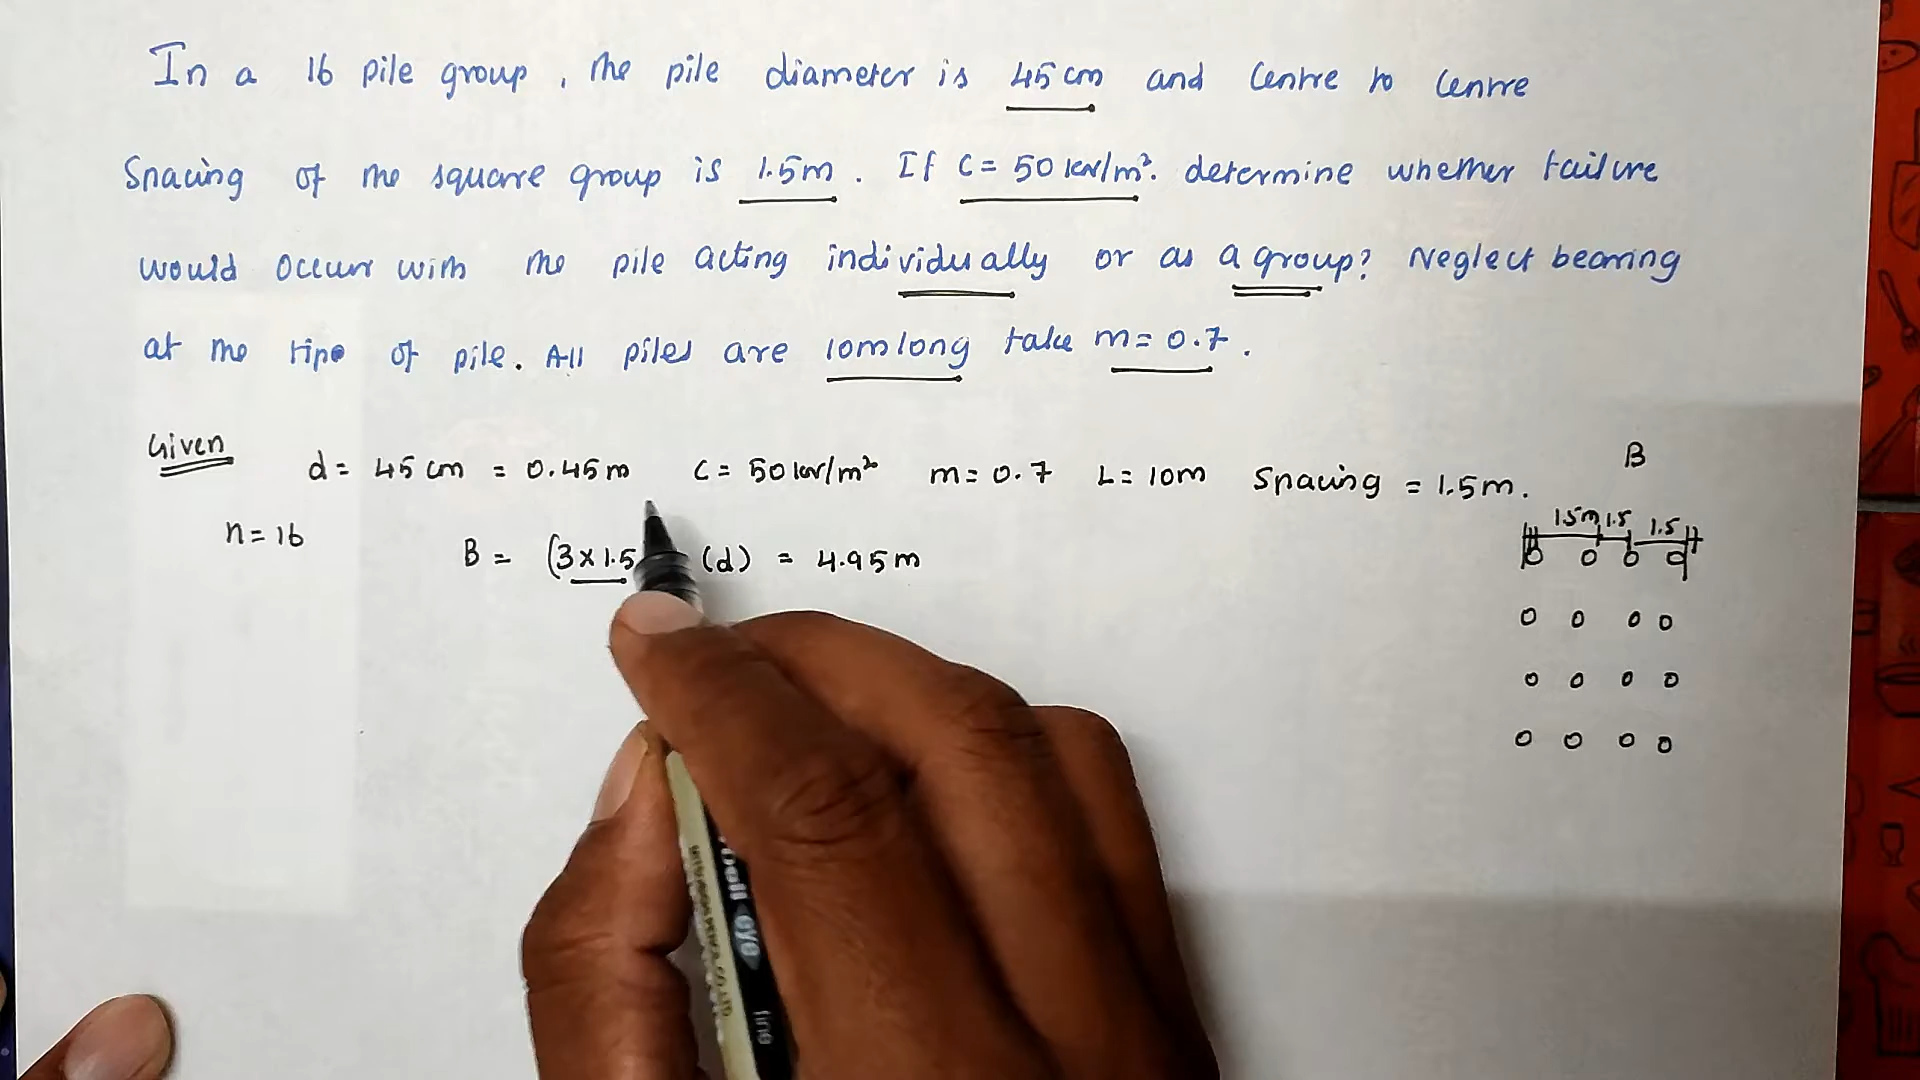 In a 16 pile group, the pile diameter is 45 cm and centre to centre
Spacing of the square group is 1.5m. If C = 50 kN/m². determine whether failure
would occur with the pile acting individually or as a group? Neglect bearing
at the tip of pile. All piles are 10m long take m = 0.7.
Given
d = 45 cm = 0.45m C = 50 kN/m² m = 0.7 L = 10m Spacing = 1.5m.
B
1.5m 1.5 1.5
n = 16
B = (3 × 1.5 (d) = 4.95m